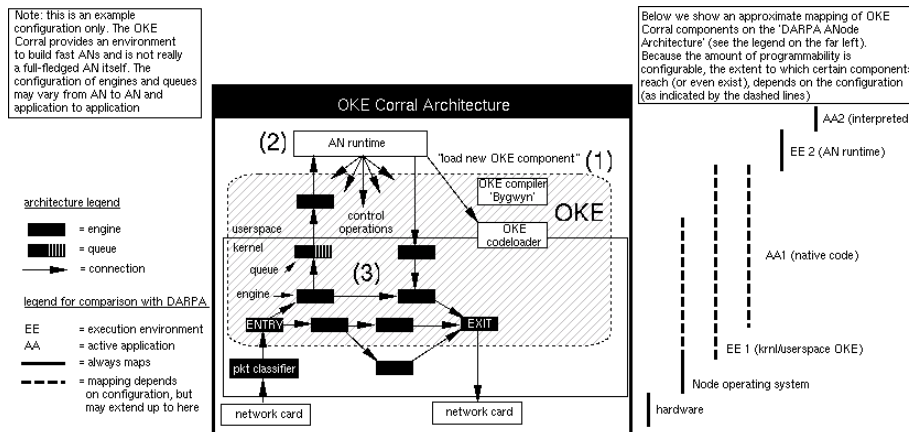 Note: this is an example
configuration only. The OKE
Corral provides an environment
to build fast ANs and is not really
a full-fledged AN itself. The
configuration of engines and queues
may vary from AN to AN and
application to application
Below we show an approximate mapping of OKE
Corral components on the 'DARPA ANode
Architecture' (see the legend on the far left).
Because the amount of programmability is
configurable, the extent to which certain components
reach (or even exist), depends on the configuration
(as indicated by the dashed lines)
OKE Corral Architecture
(2)
AN runtime
"load new OKE component"
(1)
OKE compiler
'Bygwyn'
OKE
OKE
codeloader
control
operations
userspace
kernel
queue
(3)
engine
ENTRY
EXIT
pkt classifier
network card
network card
architecture legend
= engine
= queue
= connection
legend for comparison with DARPA
EE = execution environment
AA = active application
= always maps
= mapping depends
on configuration, but
may extend up to here
AA2 (interpreted)
EE 2 (AN runtime)
AA1 (native code)
EE 1 (krnl/userspace OKE)
Node operating system
hardware